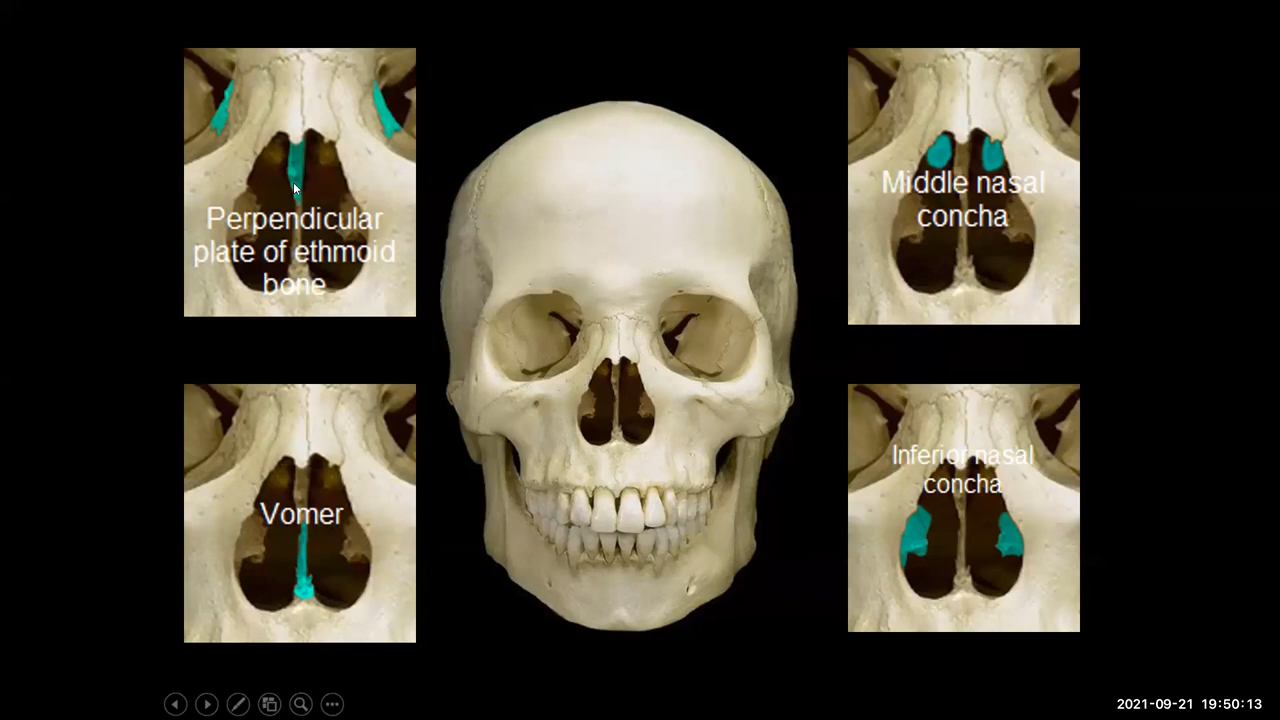 Perpendicular
plate of ethmoid
bone
Middle nasal
concha
Vomer
Inferior nasal
concha
2021-09-21 19:50:13